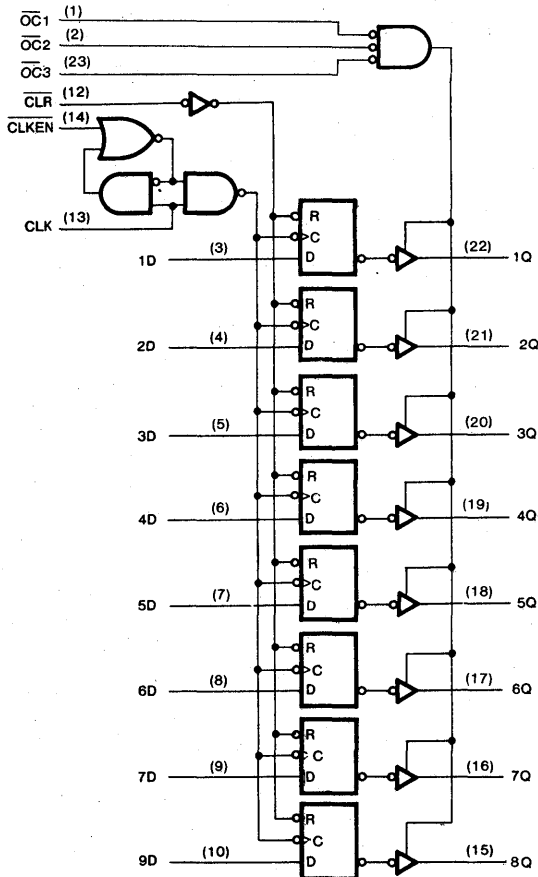 OC1 (1)
OC2 (2)
OC3 (23)
CLR (12)
CLKEN (14)
CLK (13)
R
C
1D (3) D (22) 1Q
R
C
2D (4) D (21) 2Q
R
C
3D (5) D (20) 3Q
R
C
4D (6) D (19) 4Q
R
C
5D (7) D (18) 5Q
R
C
6D (8) D (17) 6Q
R
C
7D (9) D (16) 7Q
R
C
9D (10) D (15) 8Q